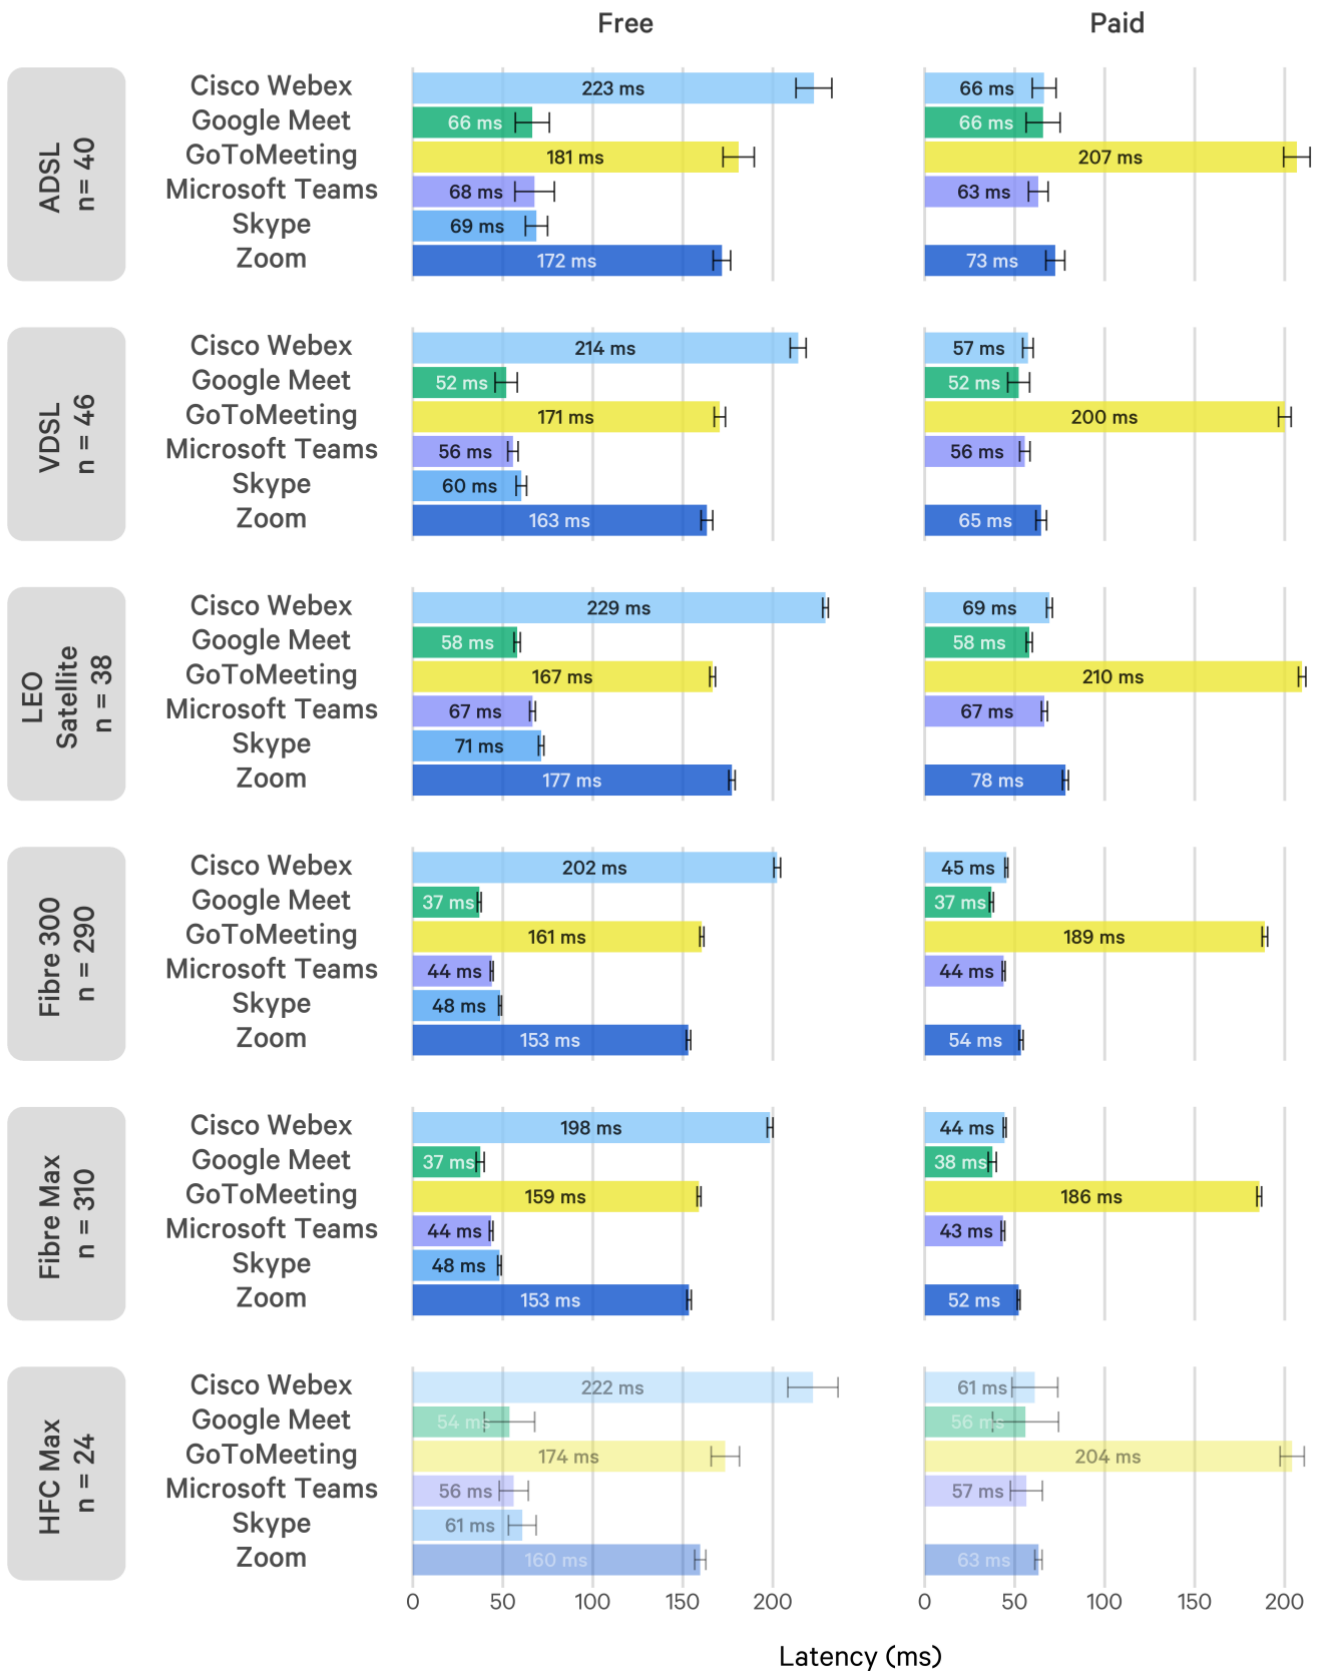 Free Paid
ADSL
n= 40
Cisco Webex 223 ms 66 ms
Google Meet 66 ms 66 ms
GoToMeeting 181 ms 207 ms
Microsoft Teams 68 ms 63 ms
Skype 69 ms
Zoom 172 ms 73 ms
VDSL
n = 46
Cisco Webex 214 ms 57 ms
Google Meet 52 ms 52 ms
GoToMeeting 171 ms 200 ms
Microsoft Teams 56 ms 56 ms
Skype 60 ms
Zoom 163 ms 65 ms
LEO
Satellite
n = 38
Cisco Webex 229 ms 69 ms
Google Meet 58 ms 58 ms
GoToMeeting 167 ms 210 ms
Microsoft Teams 67 ms 67 ms
Skype 71 ms
Zoom 177 ms 78 ms
Fibre 300
n = 290
Cisco Webex 202 ms 45 ms
Google Meet 37 ms 37 ms
GoToMeeting 161 ms 189 ms
Microsoft Teams 44 ms 44 ms
Skype 48 ms
Zoom 153 ms 54 ms
Fibre Max
n = 310
Cisco Webex 198 ms 44 ms
Google Meet 37 ms 38 ms
GoToMeeting 159 ms 186 ms
Microsoft Teams 44 ms 43 ms
Skype 48 ms
Zoom 153 ms 52 ms
HFC Max
n = 24
Cisco Webex 222 ms 61 ms
Google Meet 54 ms 56 ms
GoToMeeting 174 ms 204 ms
Microsoft Teams 56 ms 57 ms
Skype 61 ms
Zoom 160 ms 63 ms
0 50 100 150 200 0 50 100 150 200
Latency (ms)